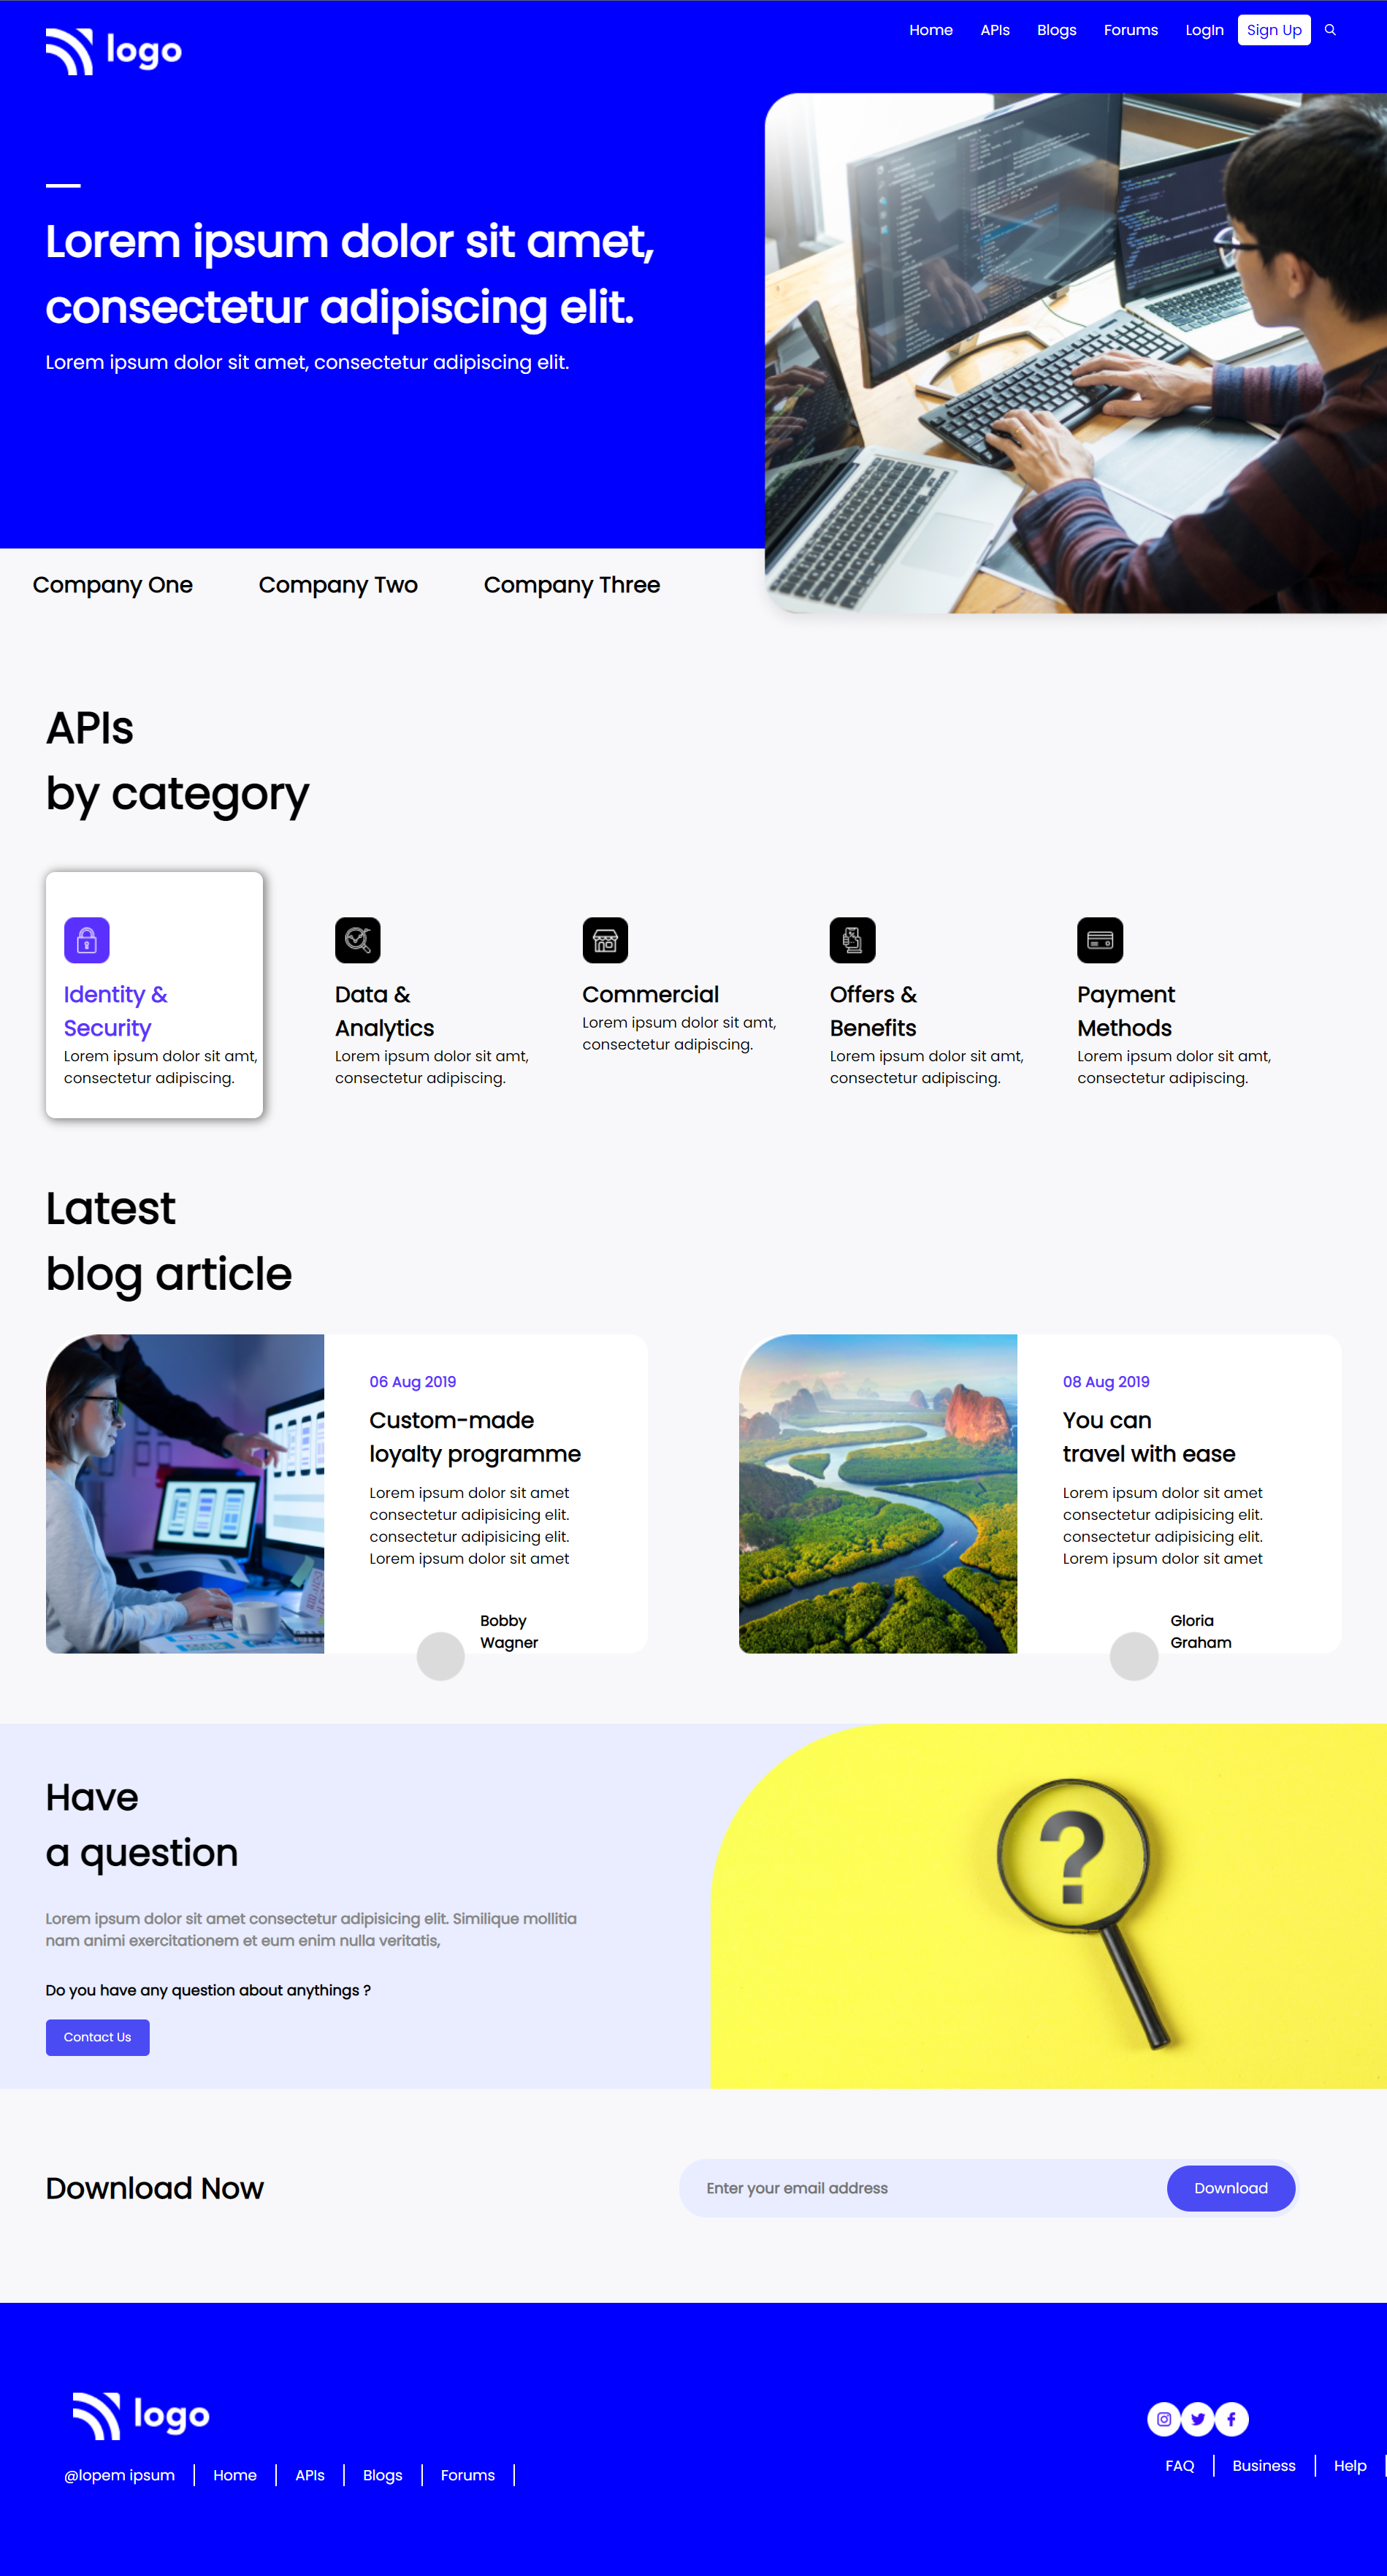 logo
Home APIs Blogs Forums LogIn Sign Up
Lorem ipsum dolor sit amet,
consectetur adipiscing elit.
Lorem ipsum dolor sit amet, consectetur adipiscing elit.
Company One Company Two Company Three
APIs
by category
Identity &
Security
Lorem ipsum dolor sit amt,
consectetur adipiscing.
Data &
Analytics
Lorem ipsum dolor sit amt,
consectetur adipiscing.
Commercial
Lorem ipsum dolor sit amt,
consectetur adipiscing.
Offers &
Benefits
Lorem ipsum dolor sit amt,
consectetur adipiscing.
Payment
Methods
Lorem ipsum dolor sit amt,
consectetur adipiscing.
Latest
blog article
06 Aug 2019
Custom-made
loyalty programme
Lorem ipsum dolor sit amet
consectetur adipisicing elit.
consectetur adipisicing elit.
Lorem ipsum dolor sit amet
Bobby
Wagner
08 Aug 2019
You can
travel with ease
Lorem ipsum dolor sit amet
consectetur adipisicing elit.
consectetur adipisicing elit.
Lorem ipsum dolor sit amet
Gloria
Graham
Have
a question
Lorem ipsum dolor sit amet consectetur adipisicing elit. Similique mollitia
nam animi exercitationem et eum enim nulla veritatis,
Do you have any question about anythings ?
Contact Us
?
Download Now
Enter your email address
Download
logo
@lopem ipsum Home APIs Blogs Forums
FAQ Business Help